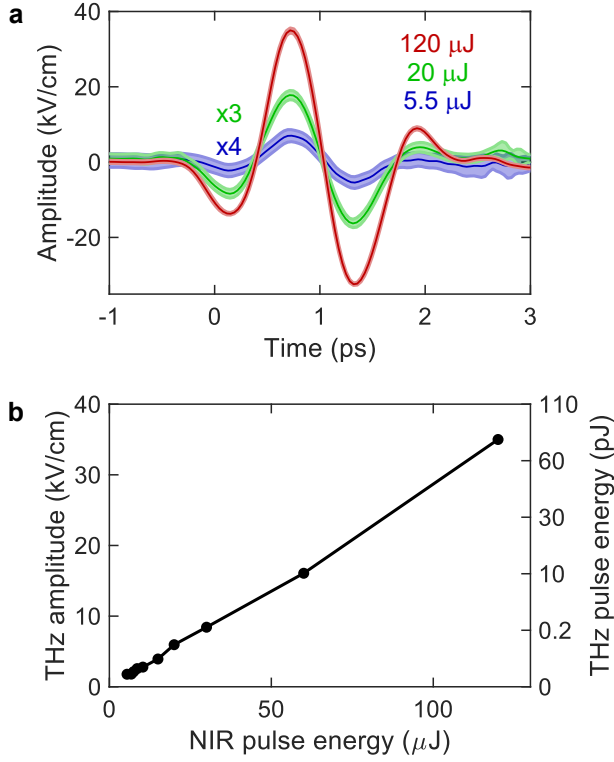 a
40
20
0
-20
Amplitude (kV/cm)
x3
x4
120 μJ
20 μJ
5.5 μJ
-1
0
1
2
3
Time (ps)
b
40
30
20
10
0
THz amplitude (kV/cm)
110
60
30
10
0.2
0
THz pulse energy (pJ)
0
50
100
NIR pulse energy (μJ)